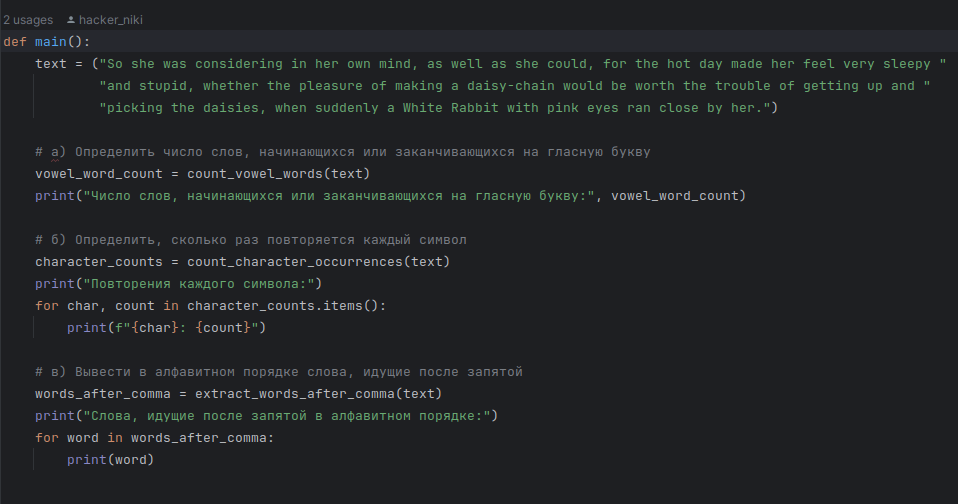 2 usages hacker_niki
def main():
    text = ("So she was considering in her own mind, as well as she could, for the hot day made her feel very sleepy "
            "and stupid, whether the pleasure of making a daisy-chain would be worth the trouble of getting up and "
            "picking the daisies, when suddenly a White Rabbit with pink eyes ran close by her.")
    # а) Определить число слов, начинающихся или заканчивающихся на гласную букву
    vowel_word_count = count_vowel_words(text)
    print("Число слов, начинающихся или заканчивающихся на гласную букву:", vowel_word_count)
    # б) Определить, сколько раз повторяется каждый символ
    character_counts = count_character_occurrences(text)
    print("Повторения каждого символа:")
    for char, count in character_counts.items():
        print(f"{char}: {count}")
    # в) Вывести в алфавитном порядке слова, идущие после запятой
    words_after_comma = extract_words_after_comma(text)
    print("Слова, идущие после запятой в алфавитном порядке:")
    for word in words_after_comma:
        print(word)